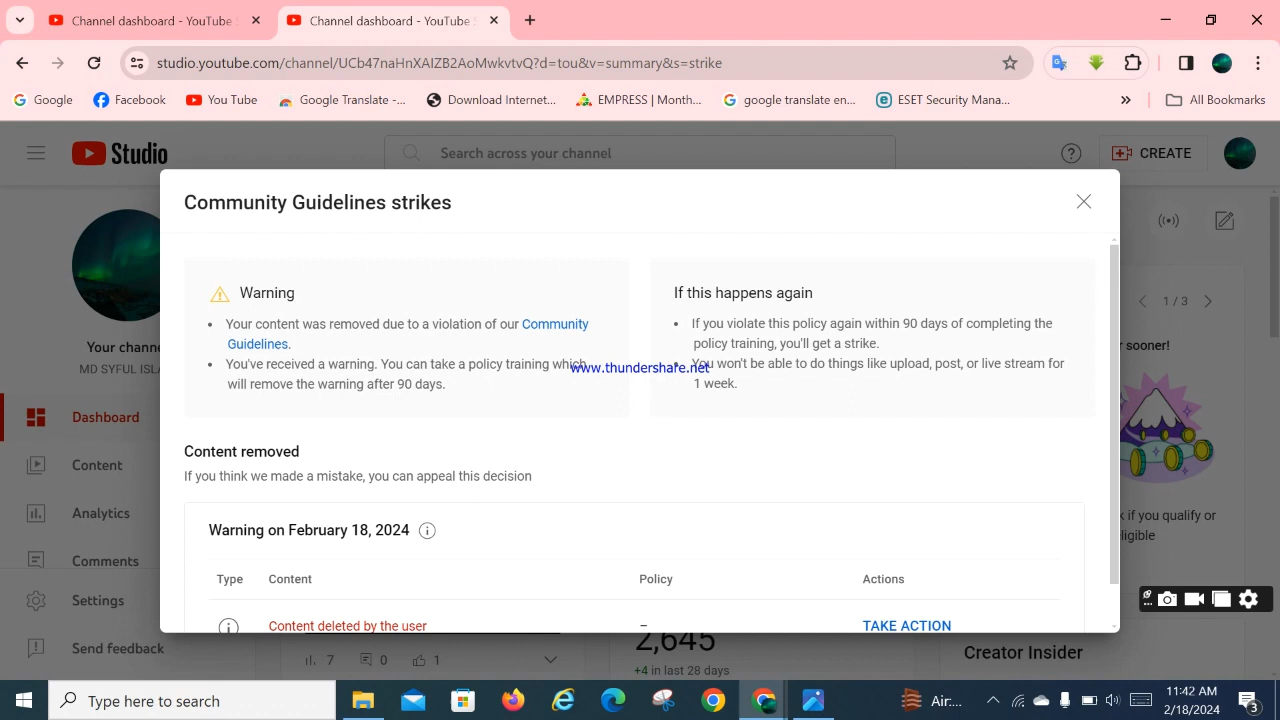 Channel dashboard - YouTube S
Channel dashboard - YouTube S
studio.youtube.com/channel/UCb47naHnXAIZB2AoMwkvtvQ?d=tou&v=summary&s=strike
Google
Facebook
You Tube
Google Translate -...
Download Internet...
EMPRESS | Month...
google translate en...
ESET Security Mana...
All Bookmarks
Studio
Search across your channel
CREATE
Community Guidelines strikes
Warning
Your content was removed due to a violation of our Community
Guidelines.
You've received a warning. You can take a policy training which
will remove the warning after 90 days.
If this happens again
If you violate this policy again within 90 days of completing the
policy training, you'll get a strike.
You won't be able to do things like upload, post, or live stream for
1 week.
www.thundershare.net
Content removed
If you think we made a mistake, you can appeal this decision
Warning on February 18, 2024
Type Content Policy Actions
Content deleted by the user – TAKE ACTION
Your channe
MD SYFUL ISLA
Dashboard
Content
Analytics
Comments
Settings
Send feedback
1 / 3
sooner!
k if you qualify or
eligible
7 0 1
2,645
+4 in last 28 days
Creator Insider
Type here to search
Air:...
11:42 AM
2/18/2024
3